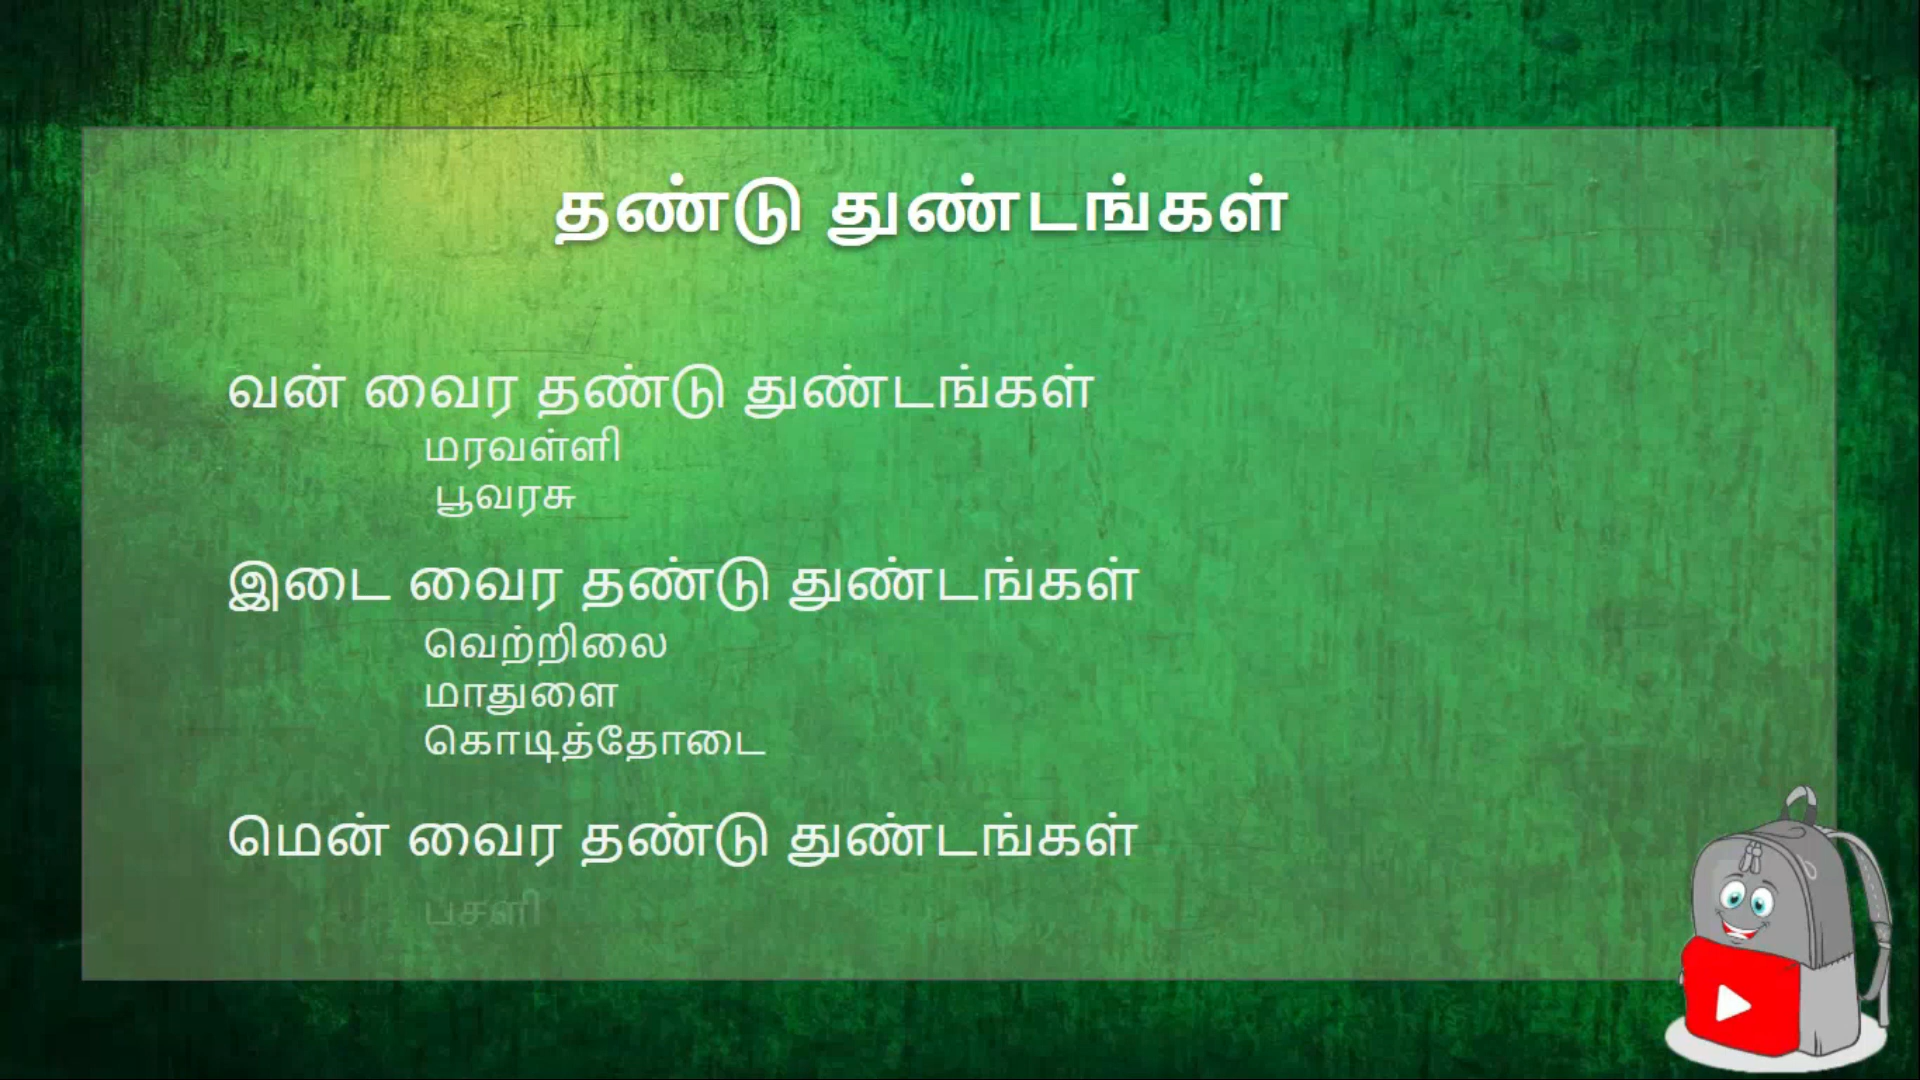 தண்டு துண்டங்கள்
வன் வைர தண்டு துண்டங்கள்
மரவள்ளி
பூவரசு
இடை வைர தண்டு துண்டங்கள்
வெற்றிலை
மாதுளை
கொடித்தோடை
மென் வைர தண்டு துண்டங்கள்
பசளி